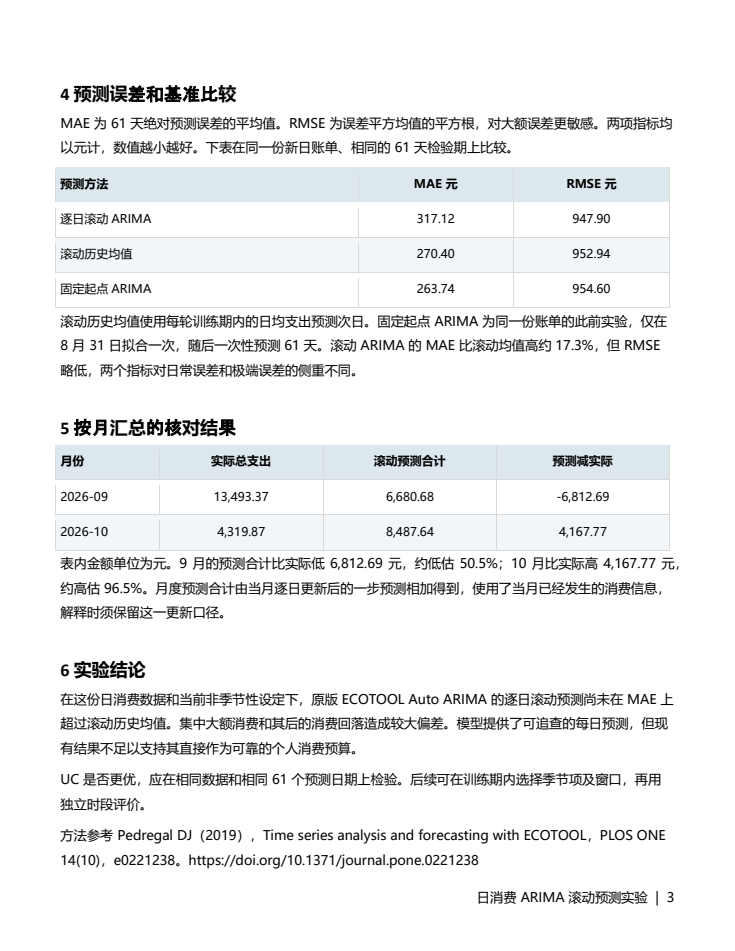 4 预测误差和基准比较
MAE 为 61 天绝对预测误差的平均值。RMSE 为误差平方均值的平方根，对大额误差更敏感。两项指标均
以元计，数值越小越好。下表在同一份新日账单、相同的 61 天检验期上比较。
预测方法 MAE 元 RMSE 元
逐日滚动 ARIMA 317.12 947.90
滚动历史均值 270.40 952.94
固定起点 ARIMA 263.74 954.60
滚动历史均值使用每轮训练期内的日均支出预测次日。固定起点 ARIMA 为同一份账单的此前实验，仅在
8 月 31 日拟合一次，随后一次性预测 61 天。滚动 ARIMA 的 MAE 比滚动均值高约 17.3%，但 RMSE
略低，两个指标对日常误差和极端误差的侧重不同。
5 按月汇总的核对结果
月份 实际总支出 滚动预测合计 预测减实际
2026-09 13,493.37 6,680.68 -6,812.69
2026-10 4,319.87 8,487.64 4,167.77
表内金额单位为元。9 月的预测合计比实际低 6,812.69 元，约低估 50.5%；10 月比实际高 4,167.77 元，
约高估 96.5%。月度预测合计由当月逐日更新后的一步预测相加得到，使用了当月已经发生的消费信息，
解释时须保留这一更新口径。
6 实验结论
在这份日消费数据和当前非季节性设定下，原版 ECOTOOL Auto ARIMA 的逐日滚动预测尚未在 MAE 上
超过滚动历史均值。集中大额消费和其后的消费回落造成较大偏差。模型提供了可追查的每日预测，但现
有结果不足以支持其直接作为可靠的个人消费预算。
UC 是否更优，应在相同数据和相同 61 个预测日期上检验。后续可在训练期内选择季节项及窗口，再用
独立时段评价。
方法参考 Pedregal DJ（2019），Time series analysis and forecasting with ECOTOOL，PLOS ONE
14(10)，e0221238。https://doi.org/10.1371/journal.pone.0221238
日消费 ARIMA 滚动预测实验 | 3